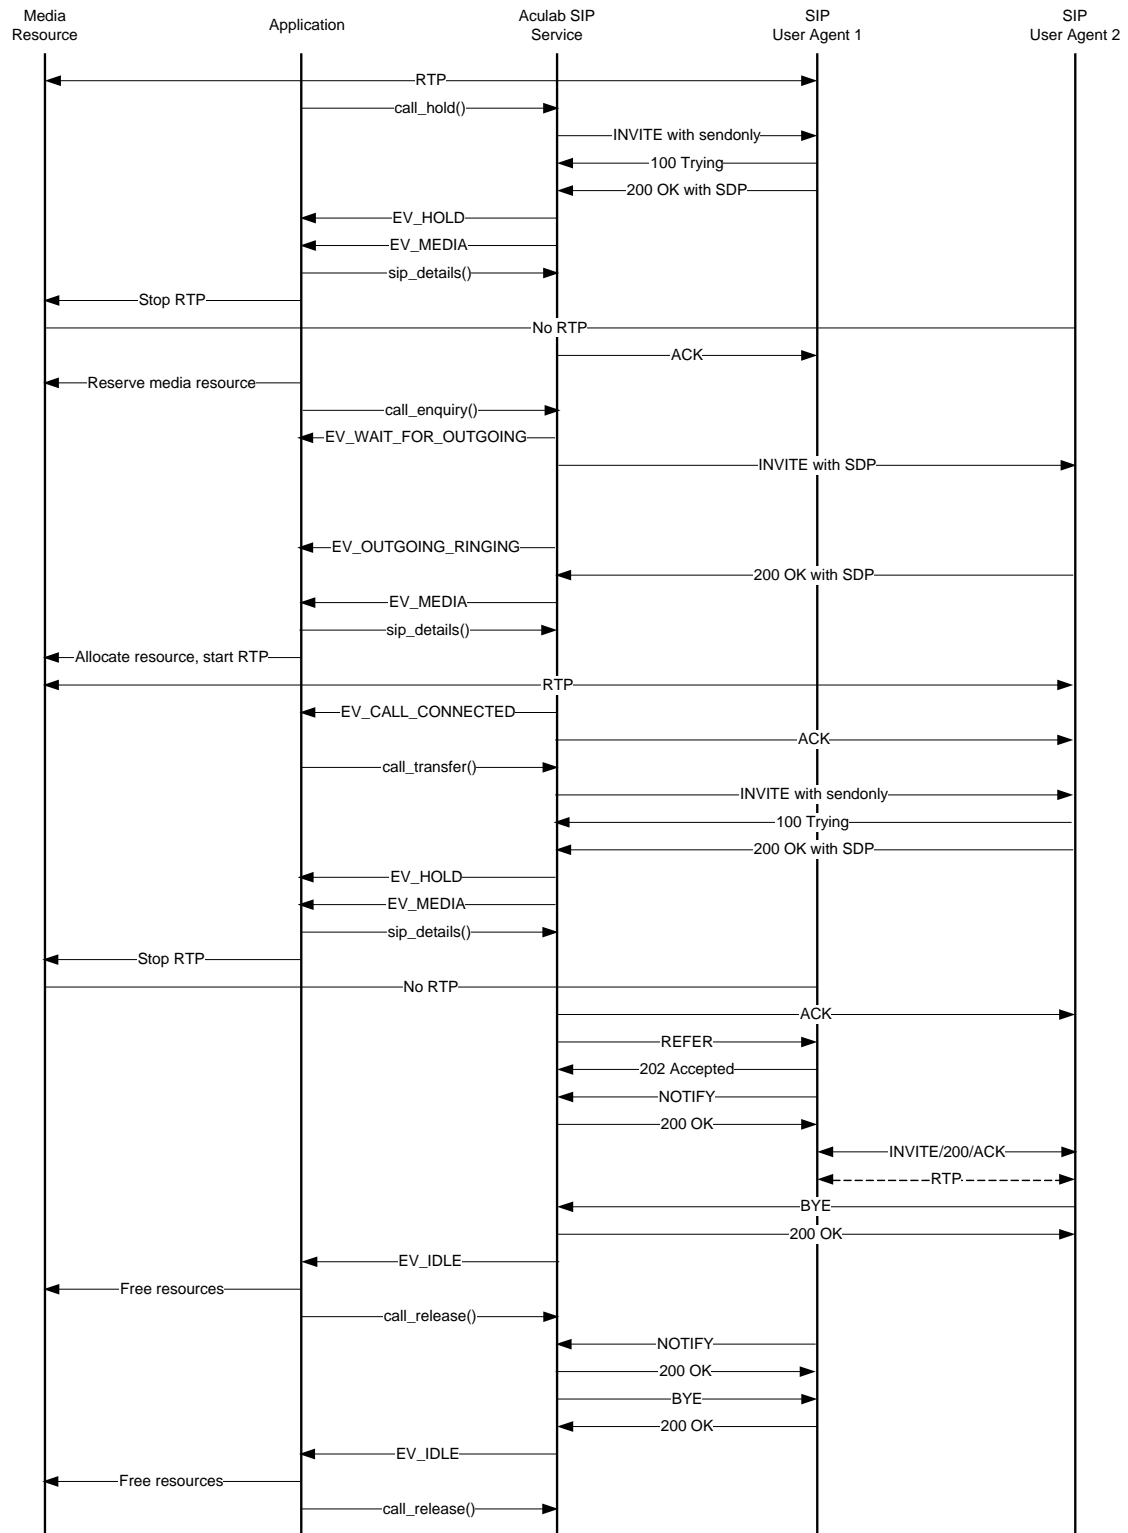 Media
Resource
Application
Aculab SIP
Service
SIP
User Agent 1
SIP
User Agent 2
RTP
call_hold()
INVITE with sendonly
100 Trying
200 OK with SDP
EV_HOLD
EV_MEDIA
sip_details()
Stop RTP
No RTP
ACK
Reserve media resource
call_enquiry()
EV_WAIT_FOR_OUTGOING
INVITE with SDP
EV_OUTGOING_RINGING
200 OK with SDP
EV_MEDIA
sip_details()
Allocate resource, start RTP
RTP
EV_CALL_CONNECTED
ACK
call_transfer()
INVITE with sendonly
100 Trying
200 OK with SDP
EV_HOLD
EV_MEDIA
sip_details()
Stop RTP
No RTP
ACK
REFER
202 Accepted
NOTIFY
200 OK
INVITE/200/ACK
RTP
BYE
200 OK
EV_IDLE
Free resources
call_release()
NOTIFY
200 OK
BYE
200 OK
EV_IDLE
Free resources
call_release()